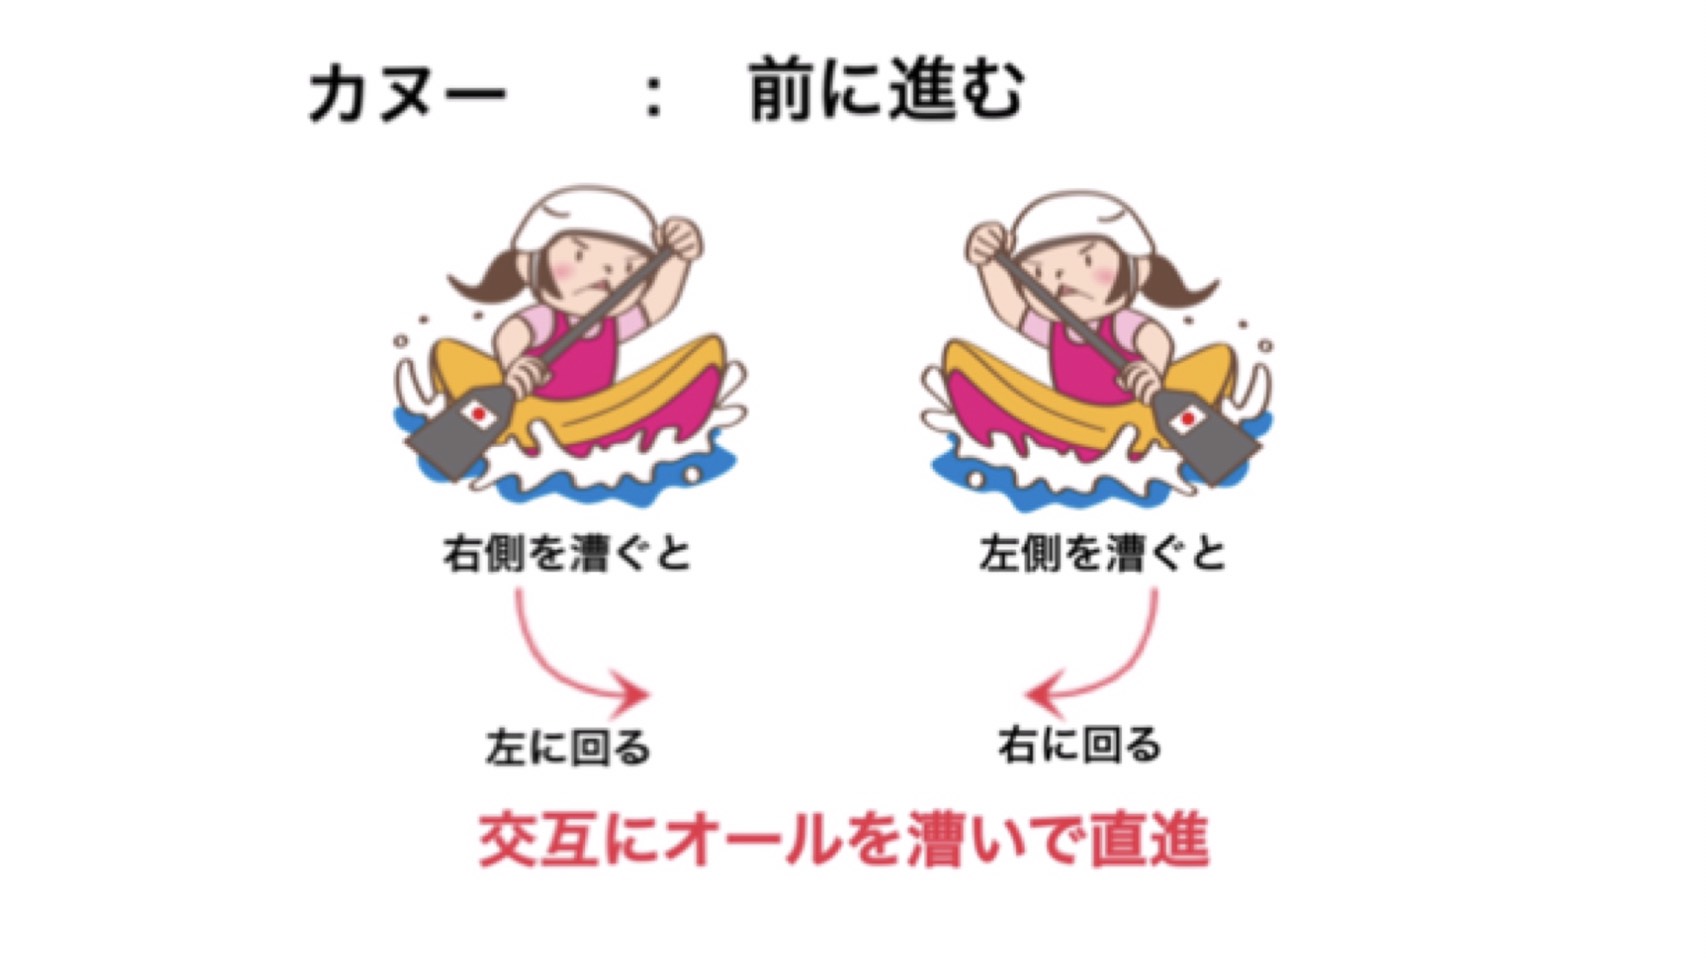 カヌー　：　前に進む
右側を漕ぐと
左側を漕ぐと
左に回る
右に回る
交互にオールを漕いで直進